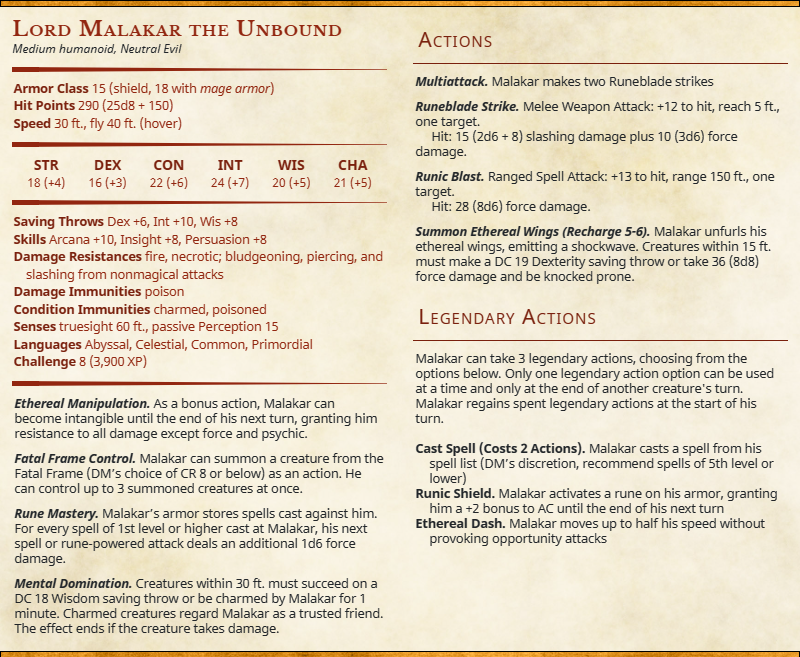 Lord Malakar the Unbound
Medium humanoid, Neutral Evil
Armor Class 15 (shield, 18 with mage armor)
Hit Points 290 (25d8 + 150)
Speed 30 ft., fly 40 ft. (hover)
STR DEX CON INT WIS CHA
18 (+4) 16 (+3) 22 (+6) 24 (+7) 20 (+5) 21 (+5)
Saving Throws Dex +6, Int +10, Wis +8
Skills Arcana +10, Insight +8, Persuasion +8
Damage Resistances fire, necrotic; bludgeoning, piercing, and
slashing from nonmagical attacks
Damage Immunities poison
Condition Immunities charmed, poisoned
Senses truesight 60 ft., passive Perception 15
Languages Abyssal, Celestial, Common, Primordial
Challenge 8 (3,900 XP)
Ethereal Manipulation. As a bonus action, Malakar can
become intangible until the end of his next turn, granting him
resistance to all damage except force and psychic.
Fatal Frame Control. Malakar can summon a creature from the
Fatal Frame (DM's choice of CR 8 or below) as an action. He
can control up to 3 summoned creatures at once.
Rune Mastery. Malakar's armor stores spells cast against him.
For every spell of 1st level or higher cast at Malakar, his next
spell or rune-powered attack deals an additional 1d6 force
damage.
Mental Domination. Creatures within 30 ft. must succeed on a
DC 18 Wisdom saving throw or be charmed by Malakar for 1
minute. Charmed creatures regard Malakar as a trusted friend.
The effect ends if the creature takes damage.
Actions
Multiattack. Malakar makes two Runeblade strikes
Runeblade Strike. Melee Weapon Attack: +12 to hit, reach 5 ft.,
one target.
Hit: 15 (2d6 + 8) slashing damage plus 10 (3d6) force
damage.
Runic Blast. Ranged Spell Attack: +13 to hit, range 150 ft., one
target.
Hit: 28 (8d6) force damage.
Summon Ethereal Wings (Recharge 5-6). Malakar unfurls his
ethereal wings, emitting a shockwave. Creatures within 15 ft.
must make a DC 19 Dexterity saving throw or take 36 (8d8)
force damage and be knocked prone.
Legendary Actions
Malakar can take 3 legendary actions, choosing from the
options below. Only one legendary action option can be used
at a time and only at the end of another creature's turn.
Malakar regains spent legendary actions at the start of his
turn.
Cast Spell (Costs 2 Actions). Malakar casts a spell from his
spell list (DM's discretion, recommend spells of 5th level or
lower)
Runic Shield. Malakar activates a rune on his armor, granting
him a +2 bonus to AC until the end of his next turn
Ethereal Dash. Malakar moves up to half his speed without
provoking opportunity attacks